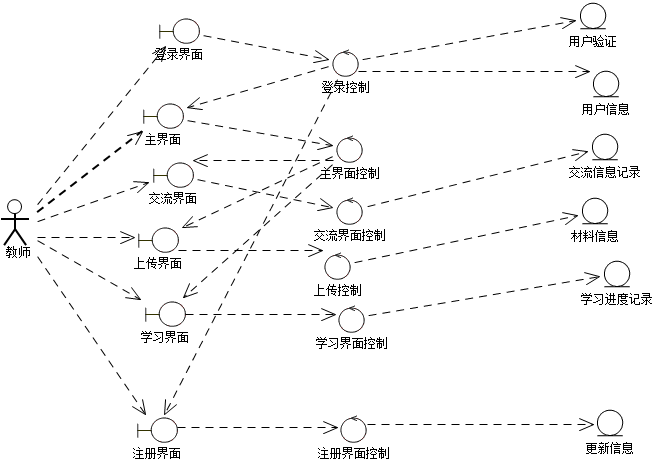 登录界面
用户验证
登录控制
用户信息
主界面
主界面控制
交流信息记录
交流界面
交流界面控制
材料信息
教师
上传界面
上传控制
学习进度记录
学习界面
学习界面控制
注册界面
注册界面控制
更新信息